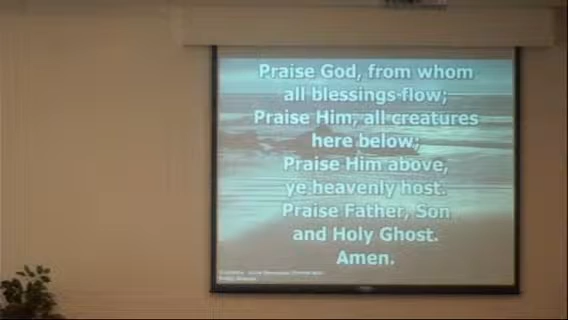 Praise God, from whom
all blessings flow;
Praise Him, all creatures
here below;
Praise Him above,
ye heavenly host.
Praise Father, Son
and Holy Ghost.
Amen.